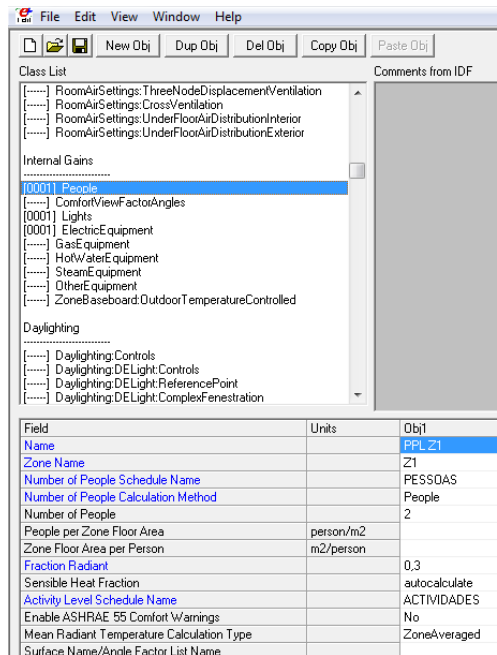 File Edit View Window Help
New Obj Dup Obj Del Obj Copy Obj Paste Obj
Class List Comments from IDF
[------] RoomAirSettings:ThreeNodeDisplacementVentilation
[------] RoomAirSettings:CrossVentilation
[------] RoomAirSettings:UnderFloorAirDistributionInterior
[------] RoomAirSettings:UnderFloorAirDistributionExterior
Internal Gains
--------------------------
[0001] People
[------] ComfortViewFactorAngles
[0001] Lights
[0001] ElectricEquipment
[------] GasEquipment
[------] HotWaterEquipment
[------] SteamEquipment
[------] OtherEquipment
[------] ZoneBaseboard:OutdoorTemperatureControlled
Daylighting
--------------------------
[------] Daylighting:Controls
[------] Daylighting:DELight:Controls
[------] Daylighting:DELight:ReferencePoint
[------] Daylighting:DELight:ComplexFenestration
Field Units Obj1
Name PPL Z1
Zone Name Z1
Number of People Schedule Name PESSOAS
Number of People Calculation Method People
Number of People 2
People per Zone Floor Area person/m2
Zone Floor Area per Person m2/person
Fraction Radiant 0,3
Sensible Heat Fraction autocalculate
Activity Level Schedule Name ACTIVIDADES
Enable ASHRAE 55 Comfort Warnings No
Mean Radiant Temperature Calculation Type ZoneAveraged
Surface Name/Angle Factor List Name